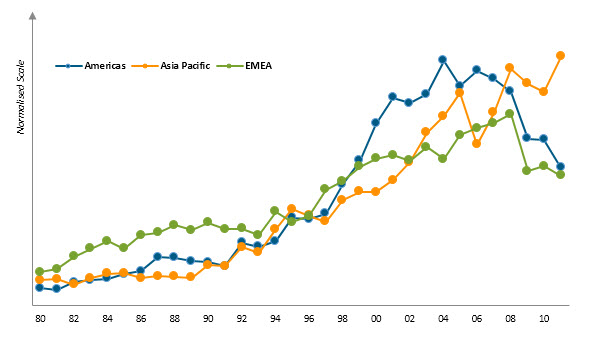 Normalised Scale
Americas Asia Pacific EMEA
80 82 84 86 88 90 92 94 96 98 00 02 04 06 08 10